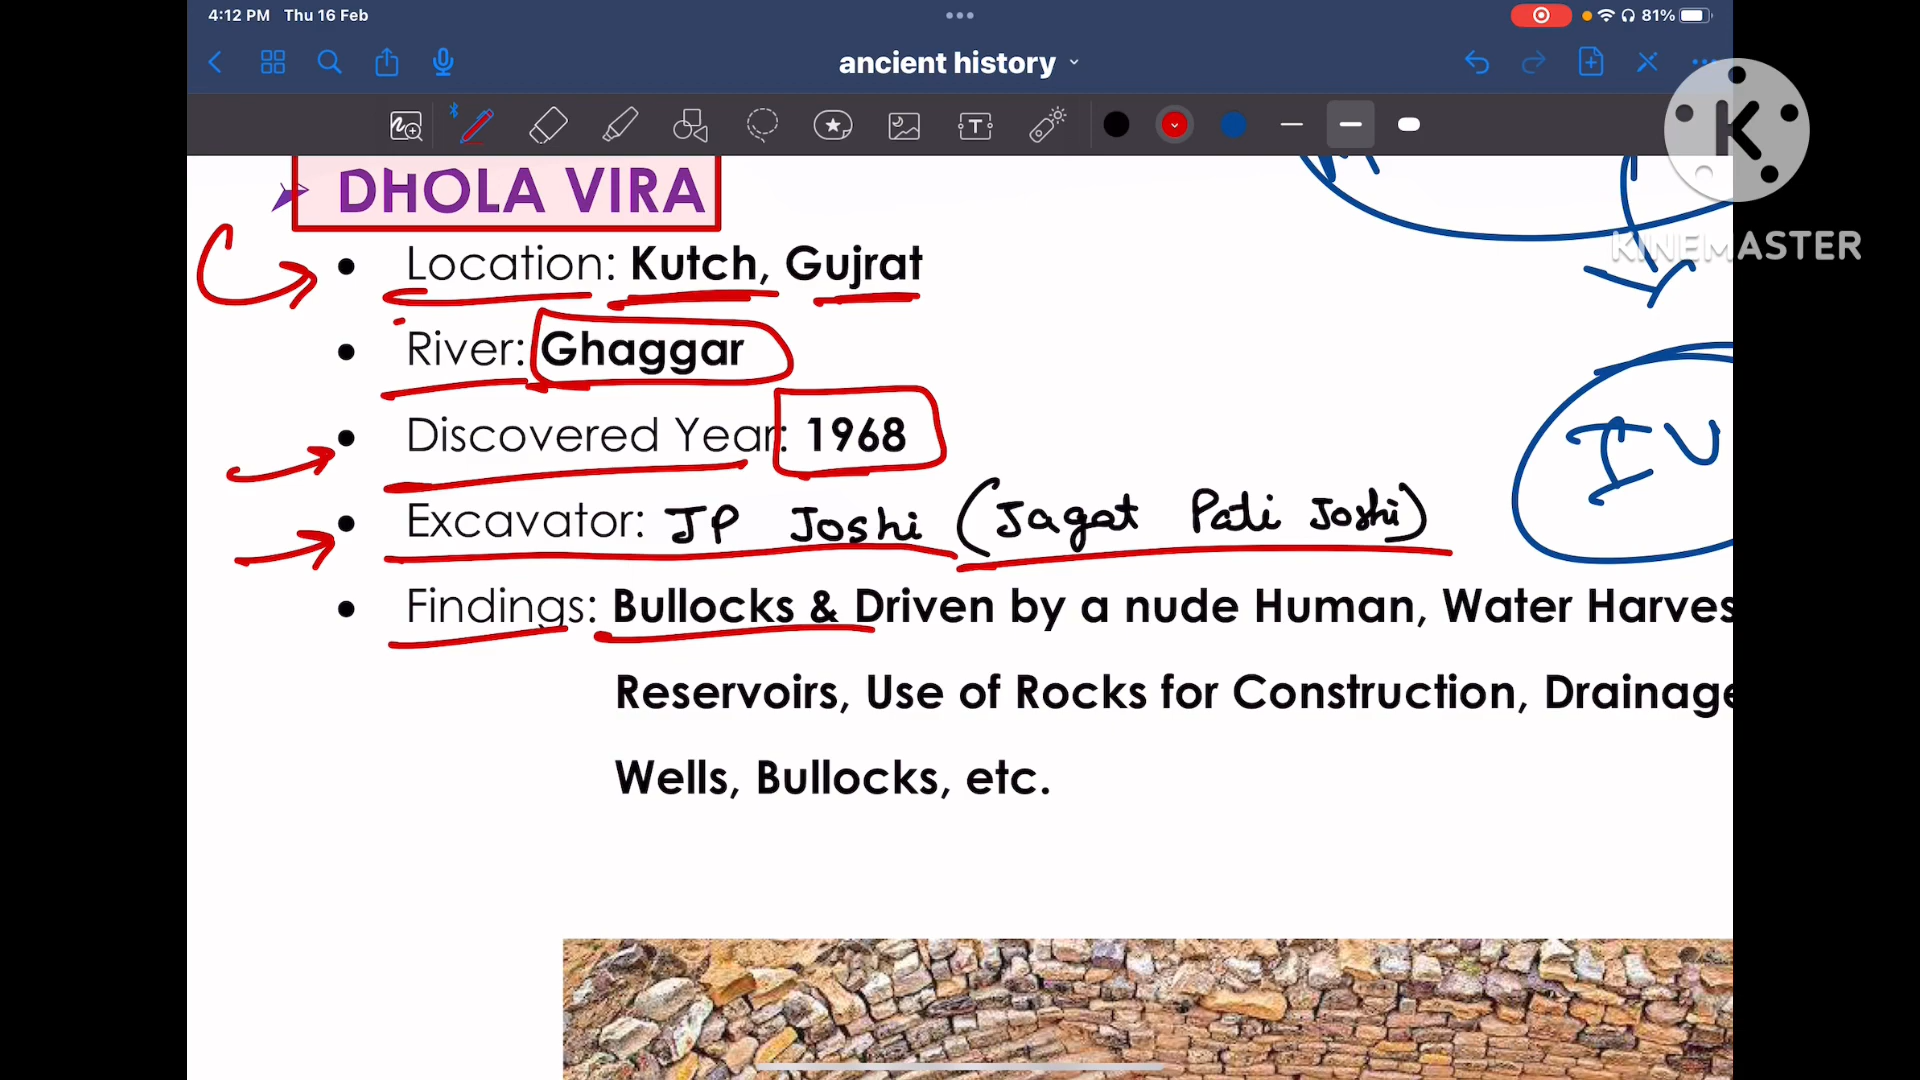 4:12 PM Thu 16 Feb
81%
ancient history
K
KINEMASTER
DHOLA VIRA
Location: Kutch, Gujrat
River: Ghaggar
Discovered Year: 1968
Excavator: JP Joshi (Jagat Pati Joshi)
Findings: Bullocks & Driven by a nude Human, Water Harves
Reservoirs, Use of Rocks for Construction, Drainage
Wells, Bullocks, etc.
IV